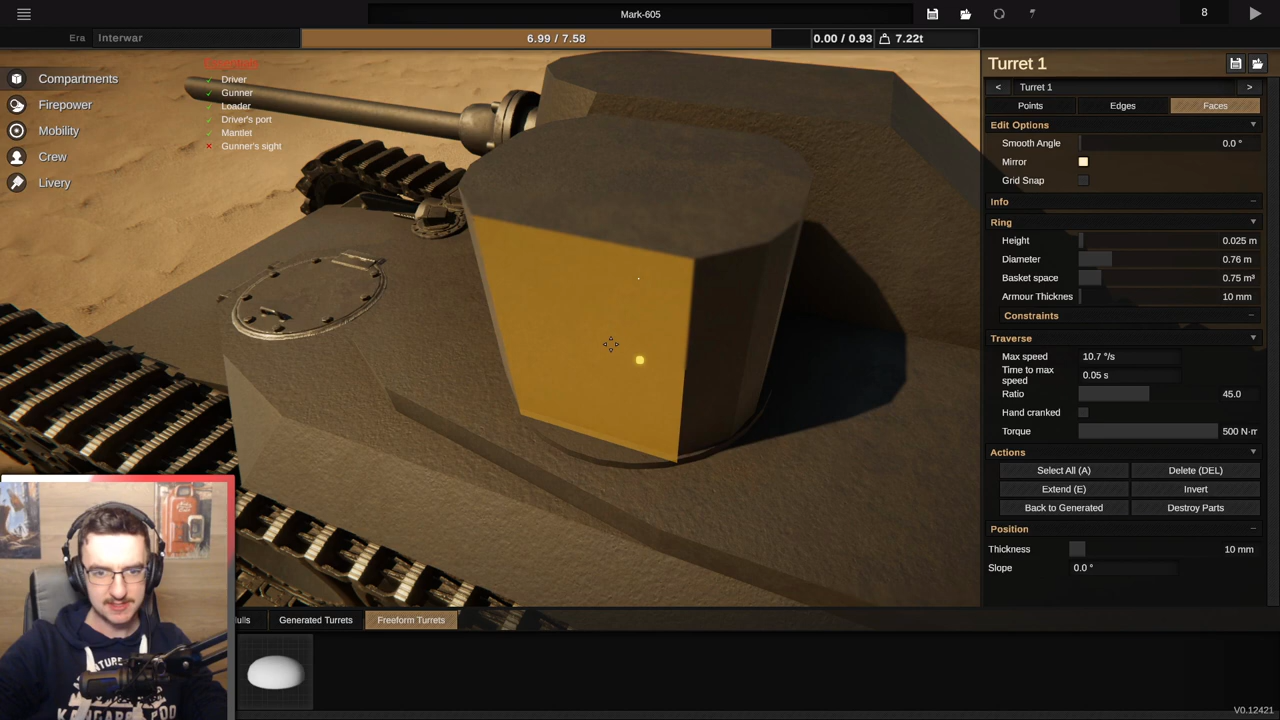 Mark-605
8
Era
Interwar
6.99 / 7.58
0.00 / 0.93
7.22t
Compartments
Firepower
Mobility
Crew
Livery
Driver
Gunner
Loader
Driver's port
Mantlet
Gunner's sight
Turret 1
<
Turret 1
>
Points
Edges
Faces
Edit Options
Smooth Angle
0.0 °
Mirror
Grid Snap
Info
Ring
Height
0.025 m
Diameter
0.76 m
Basket space
0.75 m³
Armour Thicknes
10 mm
Constraints
Traverse
Max speed
10.7 °/s
Time to max
speed
0.05 s
Ratio
45.0
Hand cranked
Torque
500 N·m
Actions
Select All (A)
Delete (DEL)
Extend (E)
Invert
Back to Generated
Destroy Parts
Position
Thickness
10 mm
Slope
0.0 °
Generated Turrets
Freeform Turrets
V0.12421